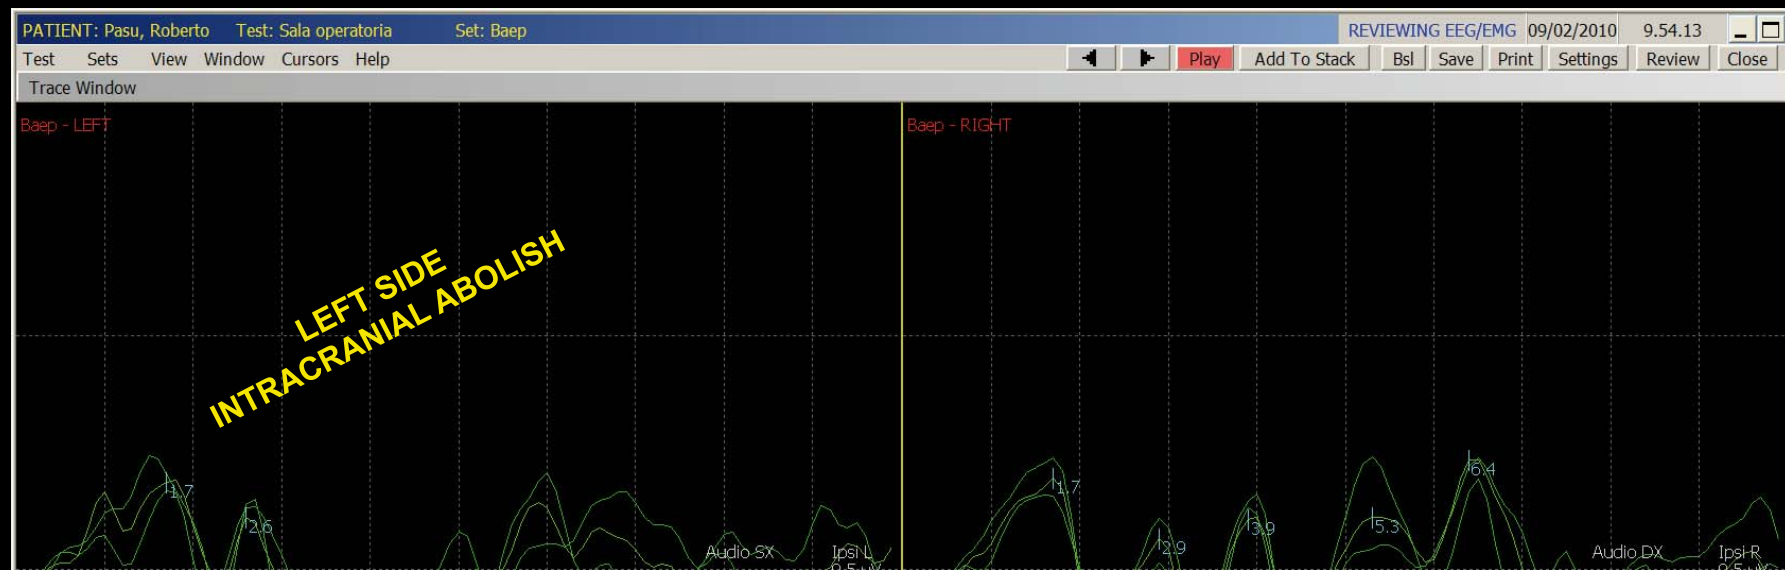 PATIENT: Pasu, Roberto Test: Sala operatoria Set: Baep REVIEWING EEG/EMG 09/02/2010 9.54.13
Test Sets View Window Cursors Help Play Add To Stack Bsl Save Print Settings Review Close
Trace Window
Baep - LEFT Baep - RIGHT
LEFT SIDE
INTRACRANIAL ABOLISH
1.7 2.6 1.7 2.9 3.9 5.3 6.4
Audio SX Ipsi L Audio DX Ipsi R